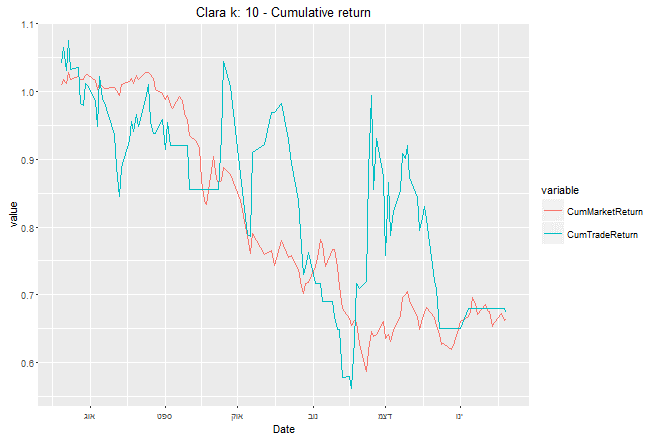 Clara k: 10 - Cumulative return
1.1
1.0
0.9
0.8
0.7
0.6
value
אוג
ספט
אוק
נוב
דצמ
ינו
Date
variable
CumMarketReturn
CumTradeReturn